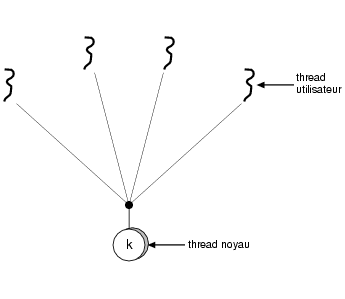 thread
utilisateur
k
thread noyau